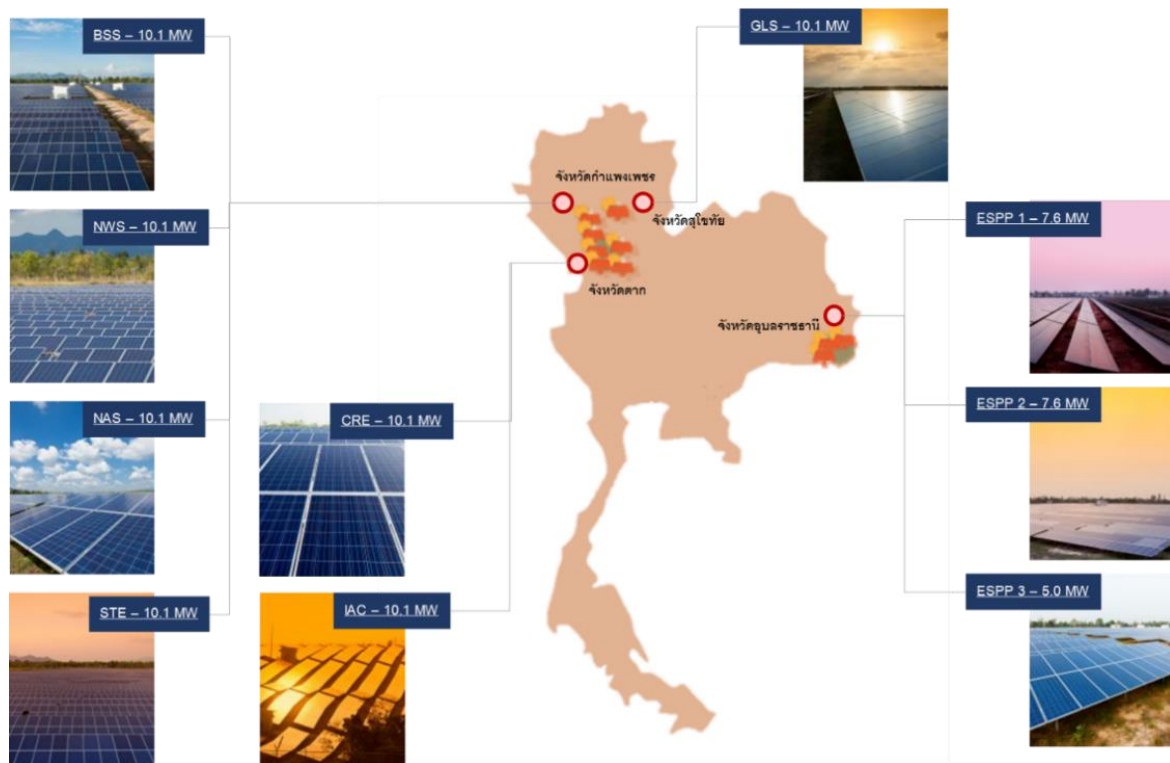 BSS – 10.1 MW
GLS – 10.1 MW
จังหวัดกำแพงเพชร
จังหวัดสุโขทัย
NWS – 10.1 MW
ESPP 1 – 7.6 MW
จังหวัดตาก
จังหวัดอุบลราชธานี
NAS – 10.1 MW
CRE – 10.1 MW
ESPP 2 – 7.6 MW
STE – 10.1 MW
IAC – 10.1 MW
ESPP 3 – 5.0 MW